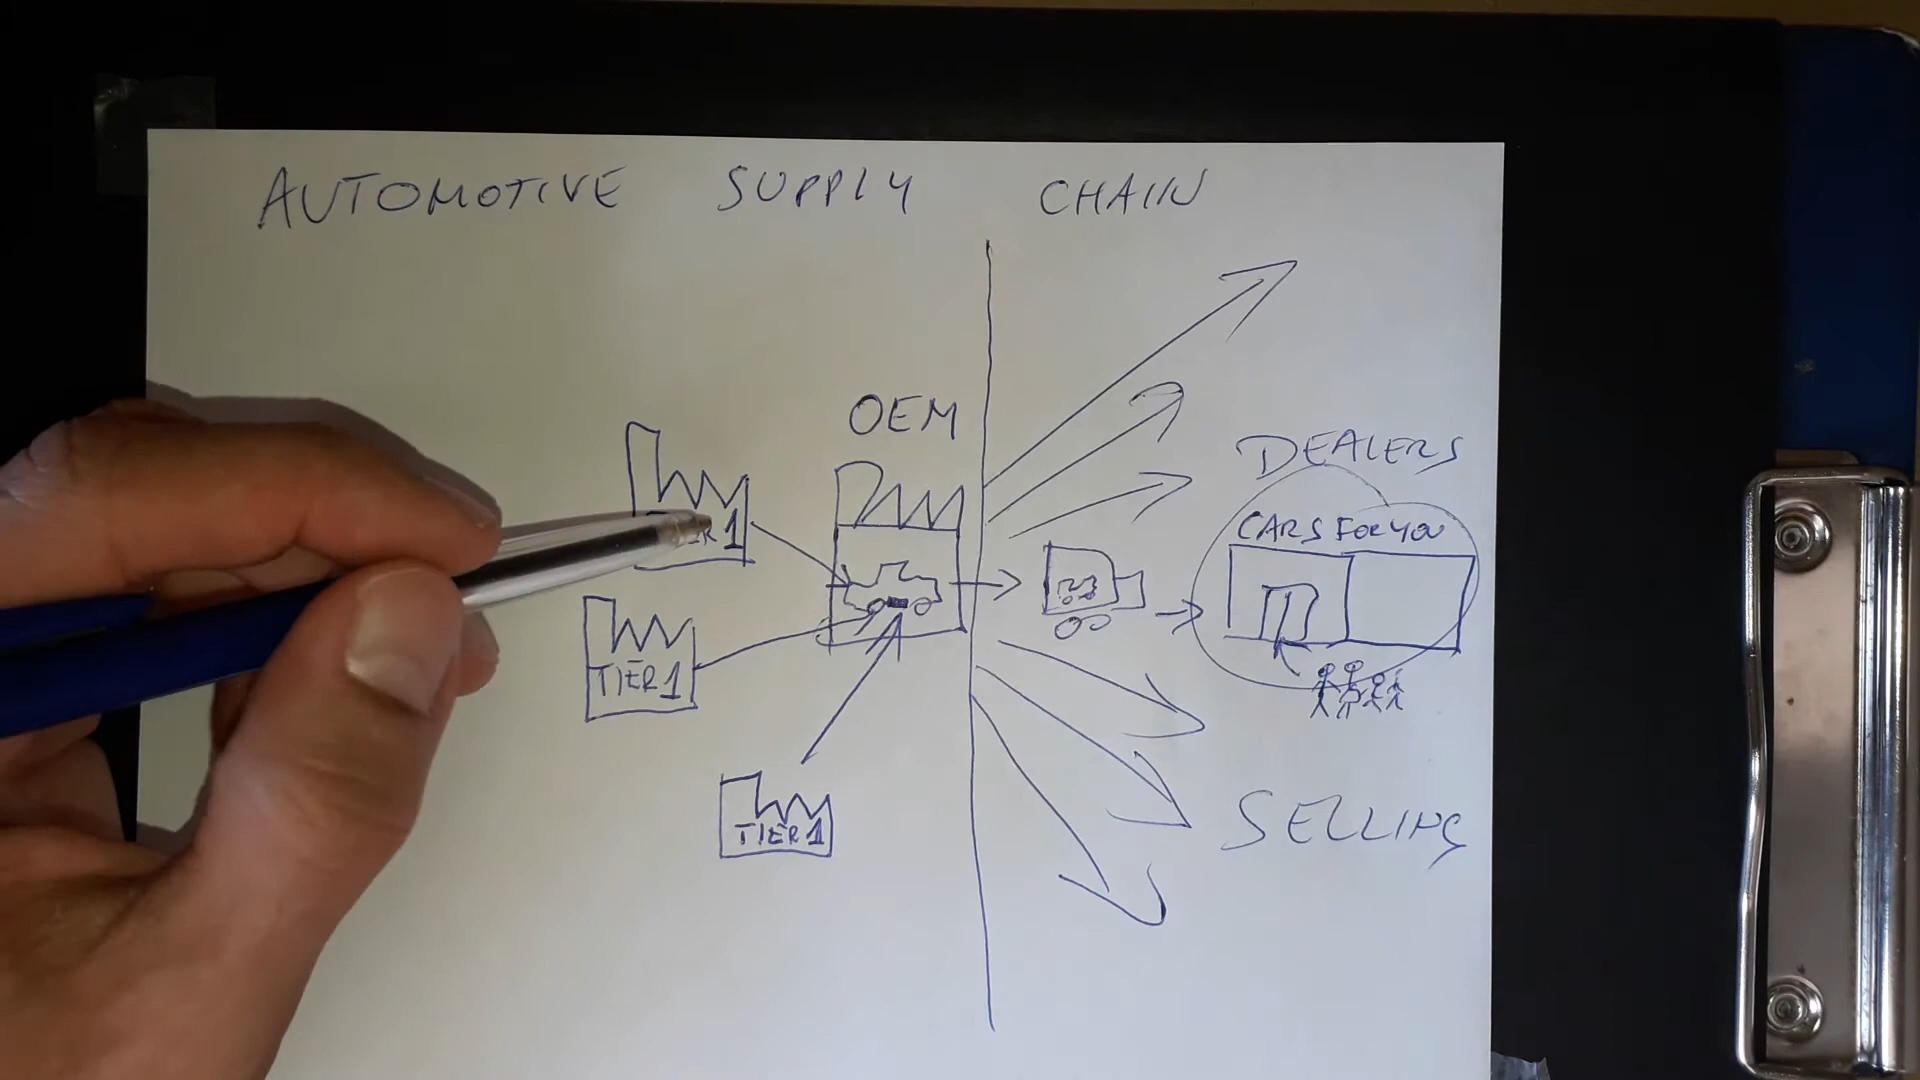 AUTOMOTIVE SUPPLY CHAIN
OEM
DEALERS
CARS FOR YOU
TIER 1
TIER 1
SELLING